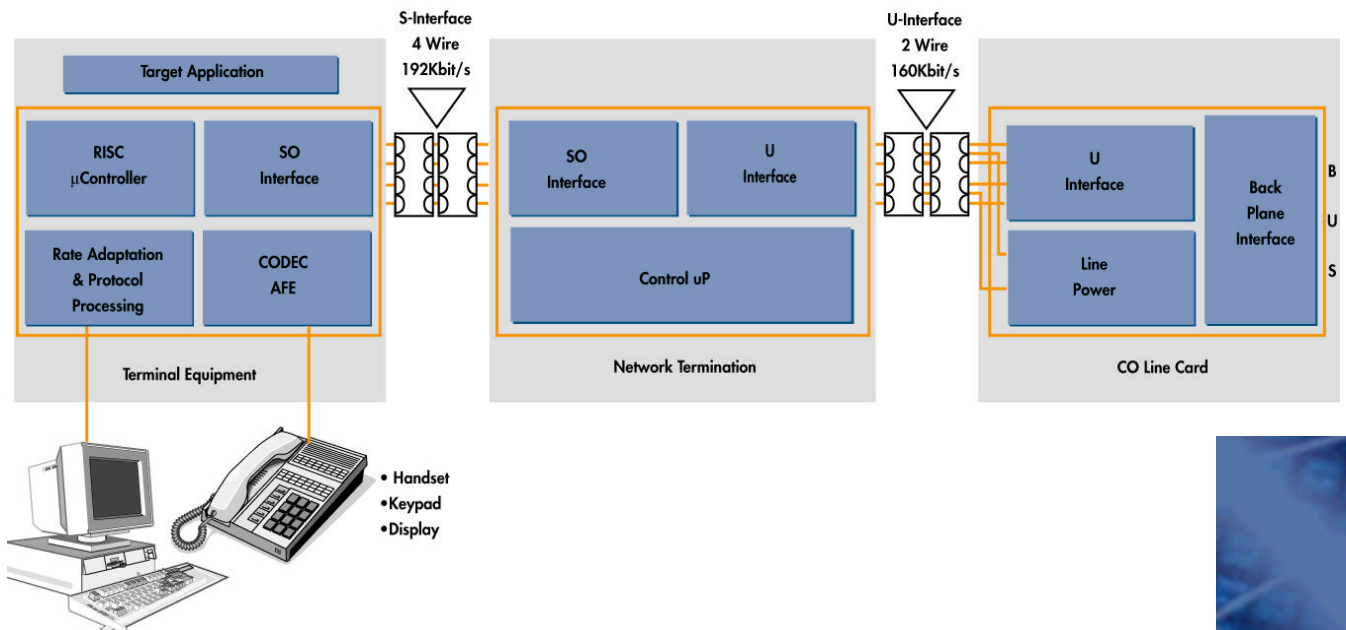 S-Interface
4 Wire
192Kbit/s
U-Interface
2 Wire
160Kbit/s
Target Application
RISC
µController
SO
Interface
Rate Adaptation
& Protocol
Processing
CODEC
AFE
Terminal Equipment
SO
Interface
U
Interface
Control uP
Network Termination
U
Interface
Line
Power
Back
Plane
Interface
B
U
S
CO Line Card
• Handset
•Keypad
•Display